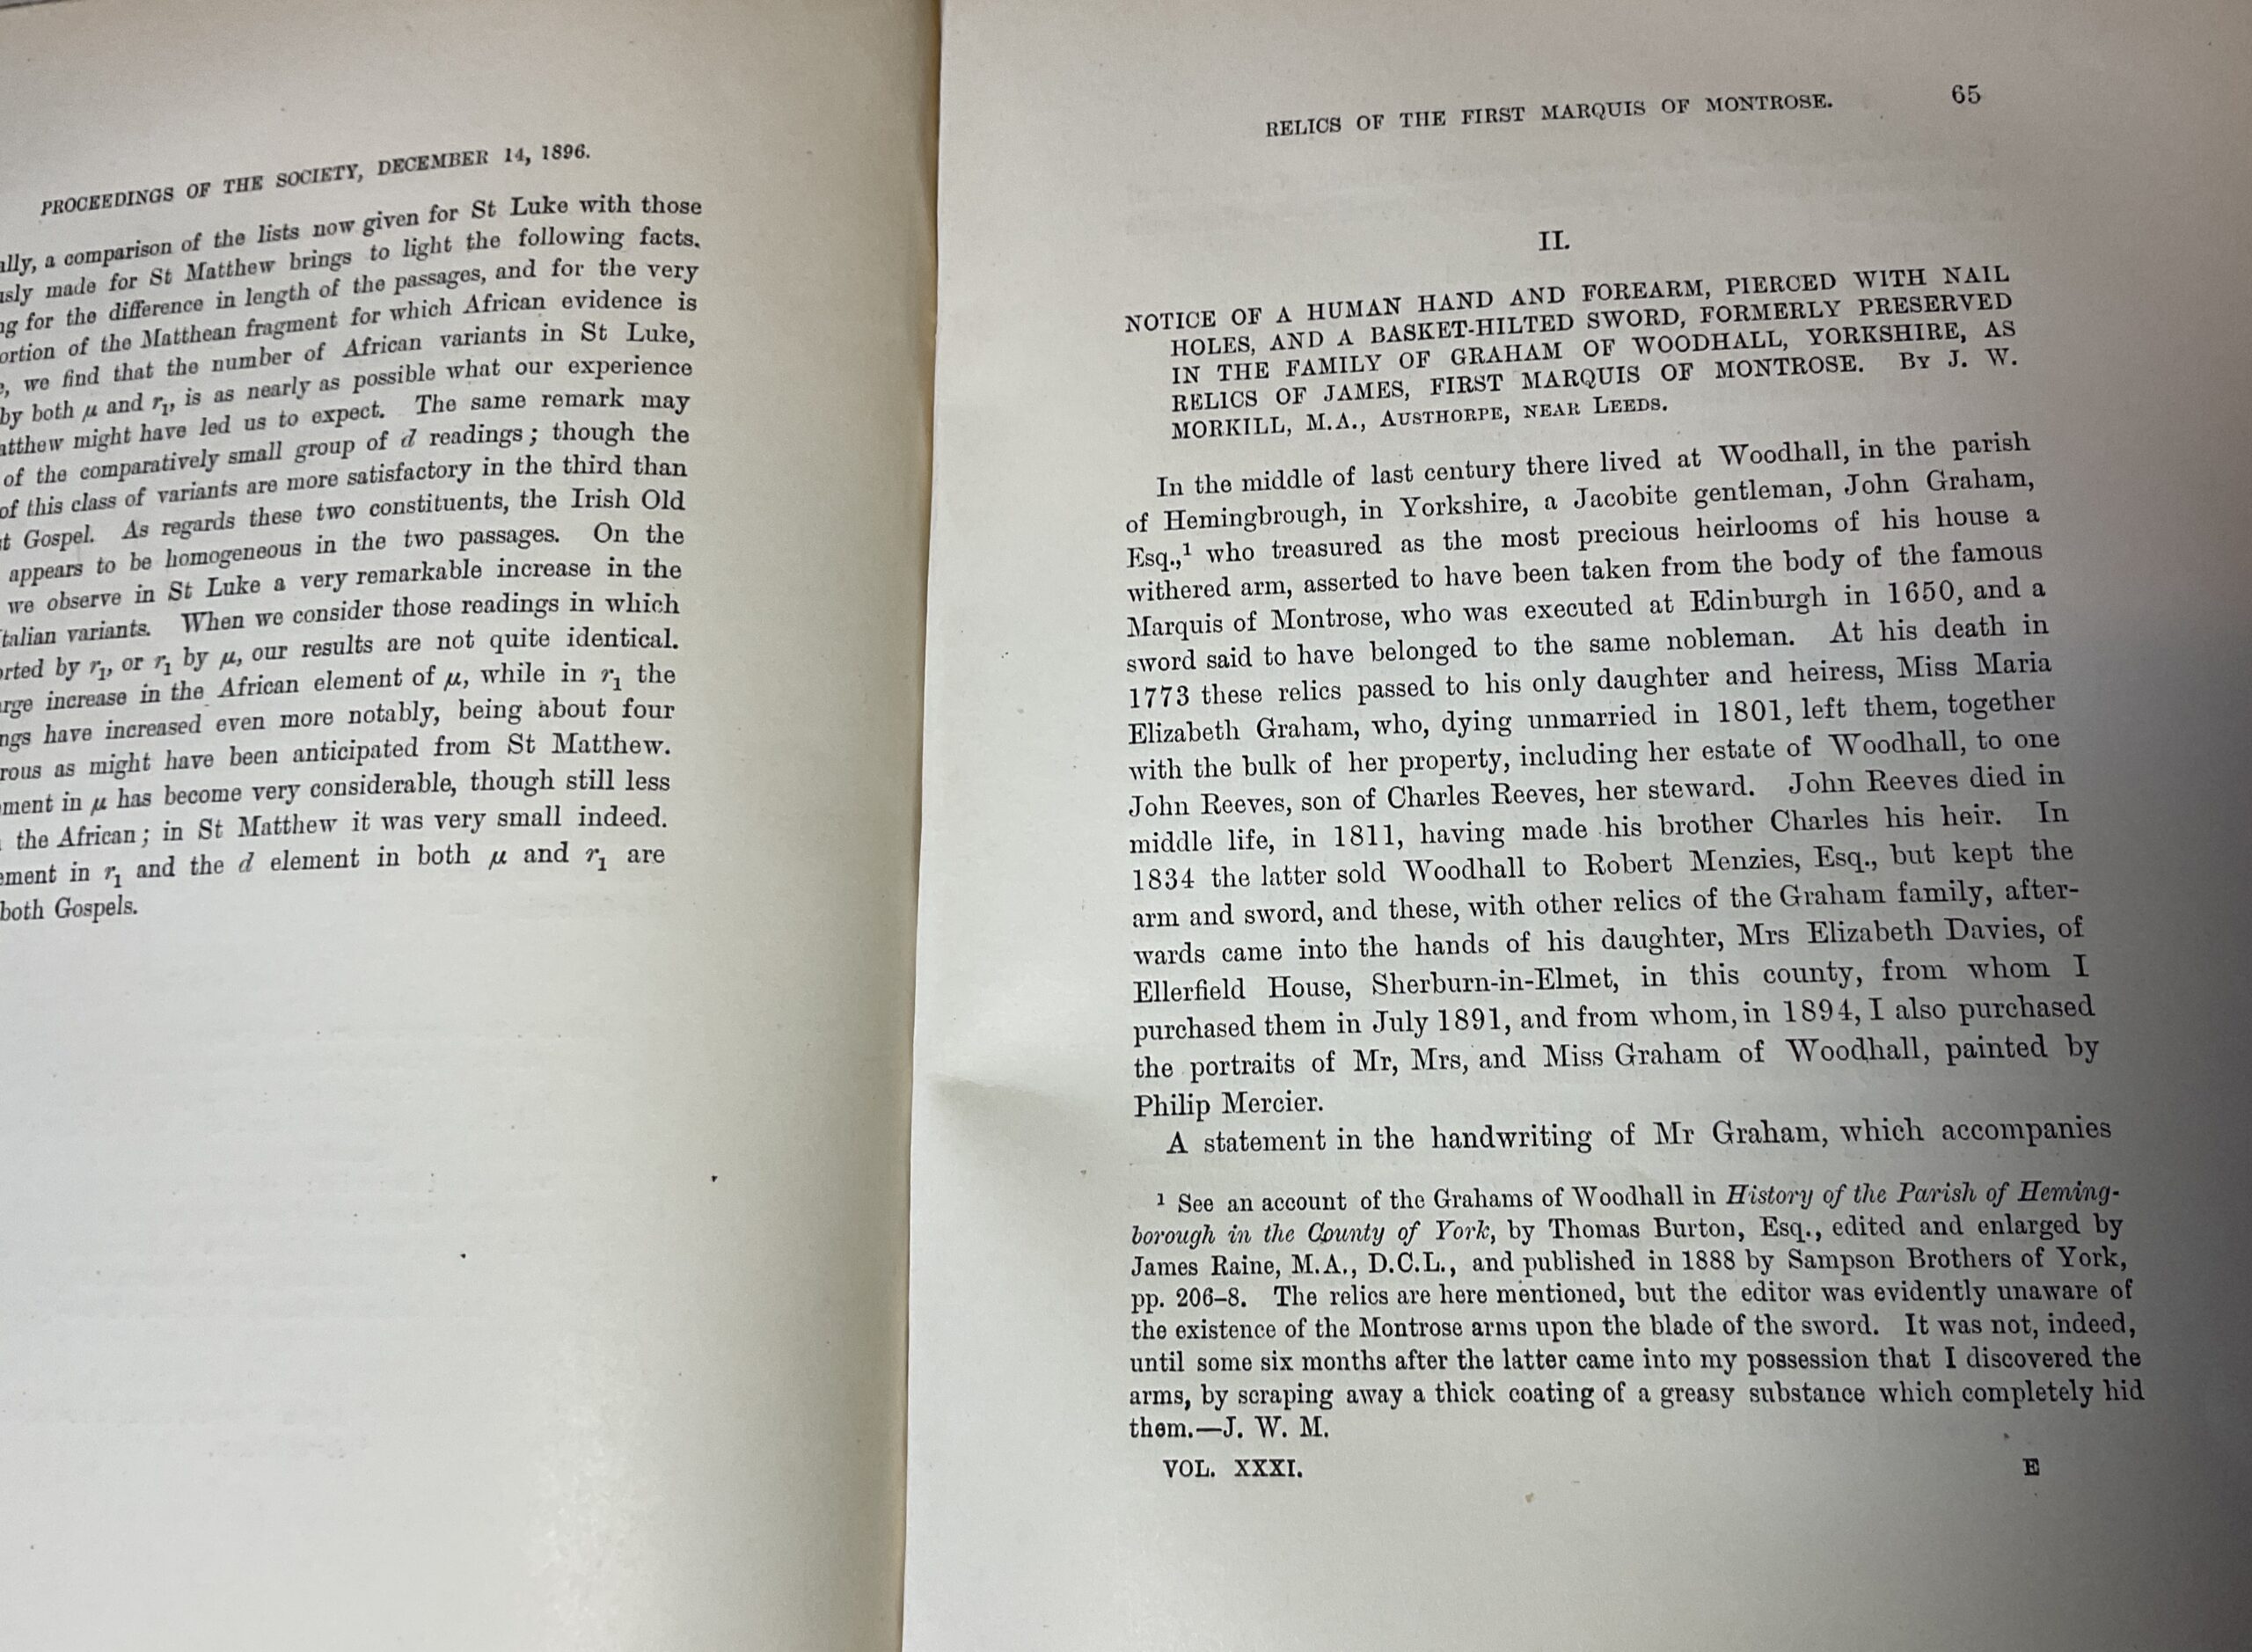 PROCEEDINGS OF THE SOCIETY, DECEMBER 14, 1896.
a comparison of the lists now given for St Luke with those
made for St Matthew brings to light the following facts.
for the difference in length of the passages, and for the very
of the Matthean fragment for which African evidence is
we find that the number of African variants in St Luke,
by both μ and r₁, is as nearly as possible what our experience
might have led us to expect. The same remark may
of the comparatively small group of d readings; though the
of this class of variants are more satisfactory in the third than
Gospel. As regards these two constituents, the Irish Old
appears to be homogeneous in the two passages. On the
we observe in St Luke a very remarkable increase in the
variants. When we consider those readings in which
by r₁, or r₁ by μ, our results are not quite identical.
increase in the African element of μ, while in r₁ the
have increased even more notably, being about four
as might have been anticipated from St Matthew.
in μ has become very considerable, though still less
the African; in St Matthew it was very small indeed.
in r₁ and the d element in both μ and r₁ are
both Gospels.
RELICS OF THE FIRST MARQUIS OF MONTROSE. 65
II.
NOTICE OF A HUMAN HAND AND FOREARM, PIERCED WITH NAIL
HOLES, AND A BASKET-HILTED SWORD, FORMERLY PRESERVED
IN THE FAMILY OF GRAHAM OF WOODHALL, YORKSHIRE, AS
RELICS OF JAMES, FIRST MARQUIS OF MONTROSE. BY J. W.
MORKILL, M.A., AUSTHORPE, NEAR LEEDS.
In the middle of last century there lived at Woodhall, in the parish
of Hemingbrough, in Yorkshire, a Jacobite gentleman, John Graham,
Esq.,¹ who treasured as the most precious heirlooms of his house a
withered arm, asserted to have been taken from the body of the famous
Marquis of Montrose, who was executed at Edinburgh in 1650, and a
sword said to have belonged to the same nobleman. At his death in
1773 these relics passed to his only daughter and heiress, Miss Maria
Elizabeth Graham, who, dying unmarried in 1801, left them, together
with the bulk of her property, including her estate of Woodhall, to one
John Reeves, son of Charles Reeves, her steward. John Reeves died in
middle life, in 1811, having made his brother Charles his heir. In
1834 the latter sold Woodhall to Robert Menzies, Esq., but kept the
arm and sword, and these, with other relics of the Graham family, after-
wards came into the hands of his daughter, Mrs Elizabeth Davies, of
Ellerfield House, Sherburn-in-Elmet, in this county, from whom I
purchased them in July 1891, and from whom, in 1894, I also purchased
the portraits of Mr, Mrs, and Miss Graham of Woodhall, painted by
Philip Mercier.
A statement in the handwriting of Mr Graham, which accompanies
¹ See an account of the Grahams of Woodhall in History of the Parish of Heming-
borough in the County of York, by Thomas Burton, Esq., edited and enlarged by
James Raine, M.A., D.C.L., and published in 1888 by Sampson Brothers of York,
pp. 206–8. The relics are here mentioned, but the editor was evidently unaware of
the existence of the Montrose arms upon the blade of the sword. It was not, indeed,
until some six months after the latter came into my possession that I discovered the
arms, by scraping away a thick coating of a greasy substance which completely hid
them.—J. W. M.
VOL. XXXI. E